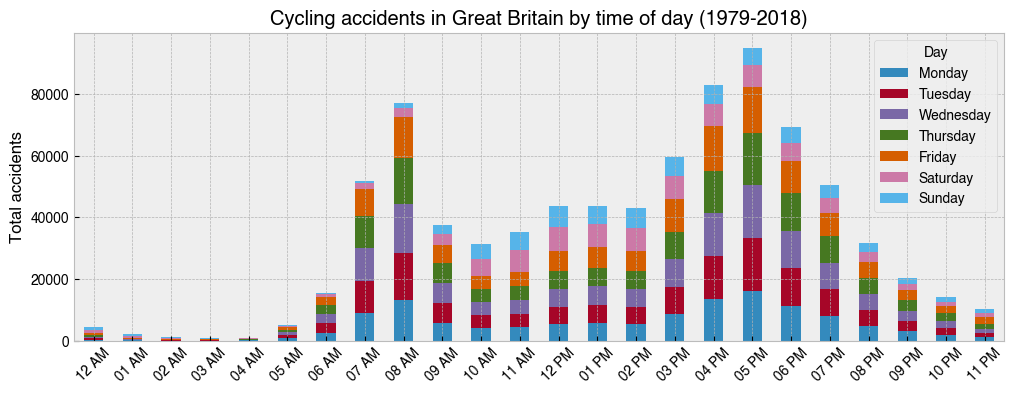 Cycling accidents in Great Britain by time of day (1979-2018)
Total accidents
80000
60000
40000
20000
0
Day
Monday
Tuesday
Wednesday
Thursday
Friday
Saturday
Sunday
12 AM
01 AM
02 AM
03 AM
04 AM
05 AM
06 AM
07 AM
08 AM
09 AM
10 AM
11 AM
12 PM
01 PM
02 PM
03 PM
04 PM
05 PM
06 PM
07 PM
08 PM
09 PM
10 PM
11 PM